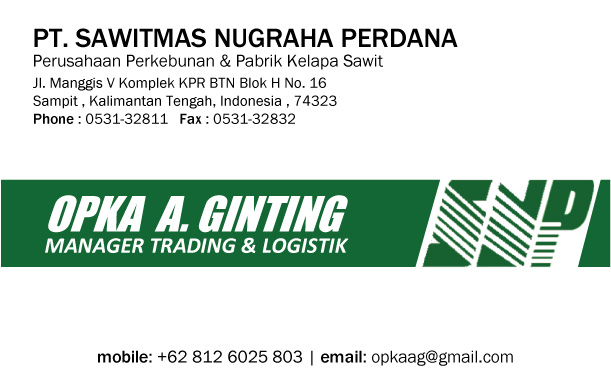 PT. SAWITMAS NUGRAHA PERDANA
Perusahaan Perkebunan & Pabrik Kelapa Sawit
Jl. Manggis V Komplek KPR BTN Blok H No. 16
Sampit , Kalimantan Tengah, Indonesia , 74323
Phone : 0531-32811 Fax : 0531-32832
OPKA A. GINTING
MANAGER TRADING & LOGISTIK
SNP
mobile: +62 812 6025 803 | email: opkaag@gmail.com